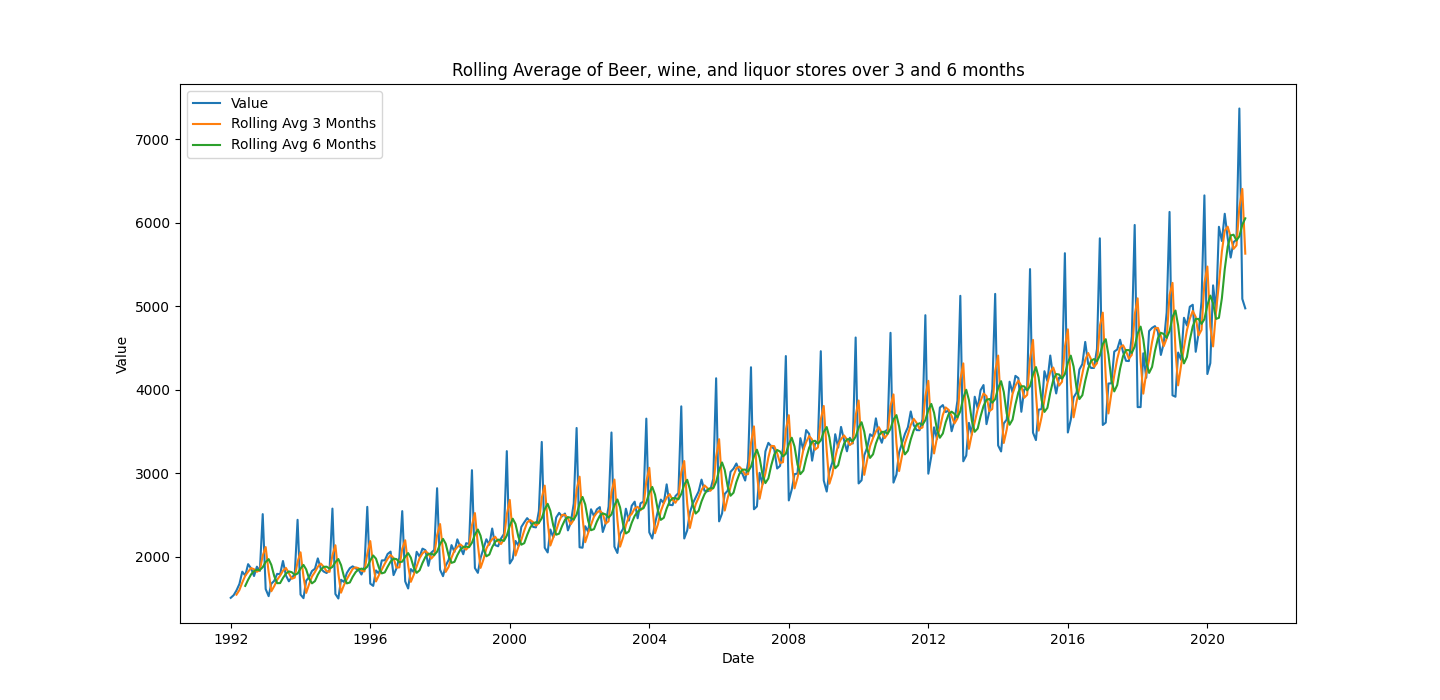 Rolling Average of Beer, wine, and liquor stores over 3 and 6 months
Value
Rolling Avg 3 Months
Rolling Avg 6 Months
7000
6000
5000
4000
3000
2000
Value
1992 1996 2000 2004 2008 2012 2016 2020
Date